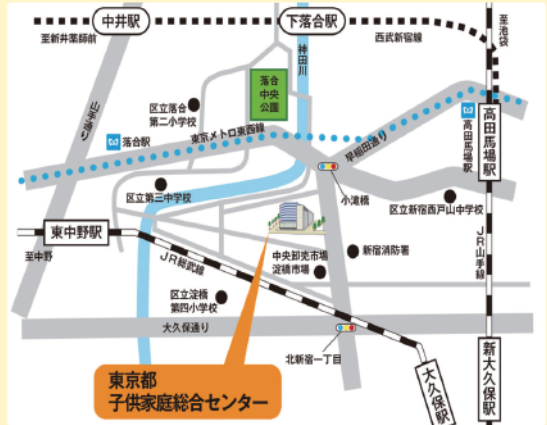 中井駅
下落合駅
至新井薬師前
西武新宿線
至池袋
神田川
山手通り
落合
中央
公園
区立落合
第二小学校
落合駅
東京メトロ東西線
早稲田通り
高田馬場駅
高田馬場駅
区立第三中学校
小滝橋
区立新宿西戸山中学校
東中野駅
至中野
JR総武線
中央卸売市場
淀橋市場
新宿消防署
JR山手線
区立淀橋
第四小学校
大久保通り
北新宿一丁目
東京都
子供家庭総合センター
大久保駅
新大久保駅